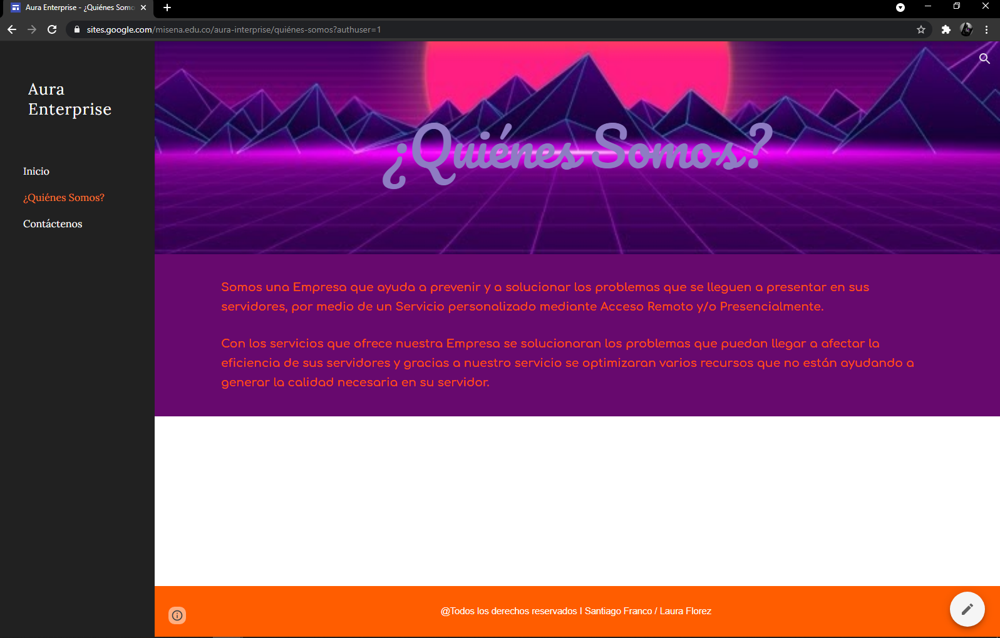 Aura Enterprise - ¿Quiénes Somo
sites.google.com/misena.edu.co/aura-interprise/quiénes-somos?authuser=1
Aura
Enterprise
Inicio
¿Quiénes Somos?
Contáctenos
¿Quiénes Somos?
Somos una Empresa que ayuda a prevenir y a solucionar los problemas que se lleguen a presentar en sus
servidores, por medio de un Servicio personalizado mediante Acceso Remoto y/o Presencialmente.
Con los servicios que ofrece nuestra Empresa se solucionaran los problemas que puedan llegar a afectar la
eficiencia de sus servidores y gracias a nuestro servicio se optimizaran varios recursos que no están ayudando a
generar la calidad necesaria en su servidor.
@Todos los derechos reservados I Santiago Franco / Laura Florez